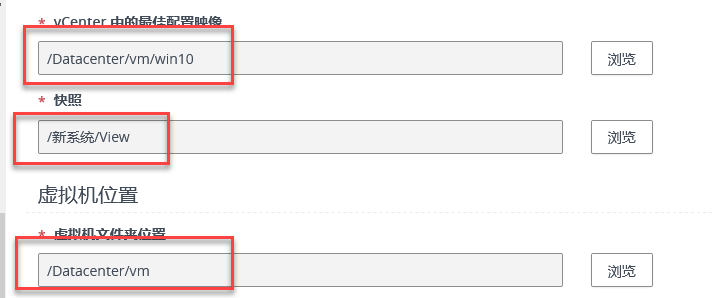 * vCenter 中的最佳配置映像
/Datacenter/vm/win10
浏览
* 快照
/新系统/View
浏览
虚拟机位置
* 虚拟机文件夹位置
/Datacenter/vm
浏览